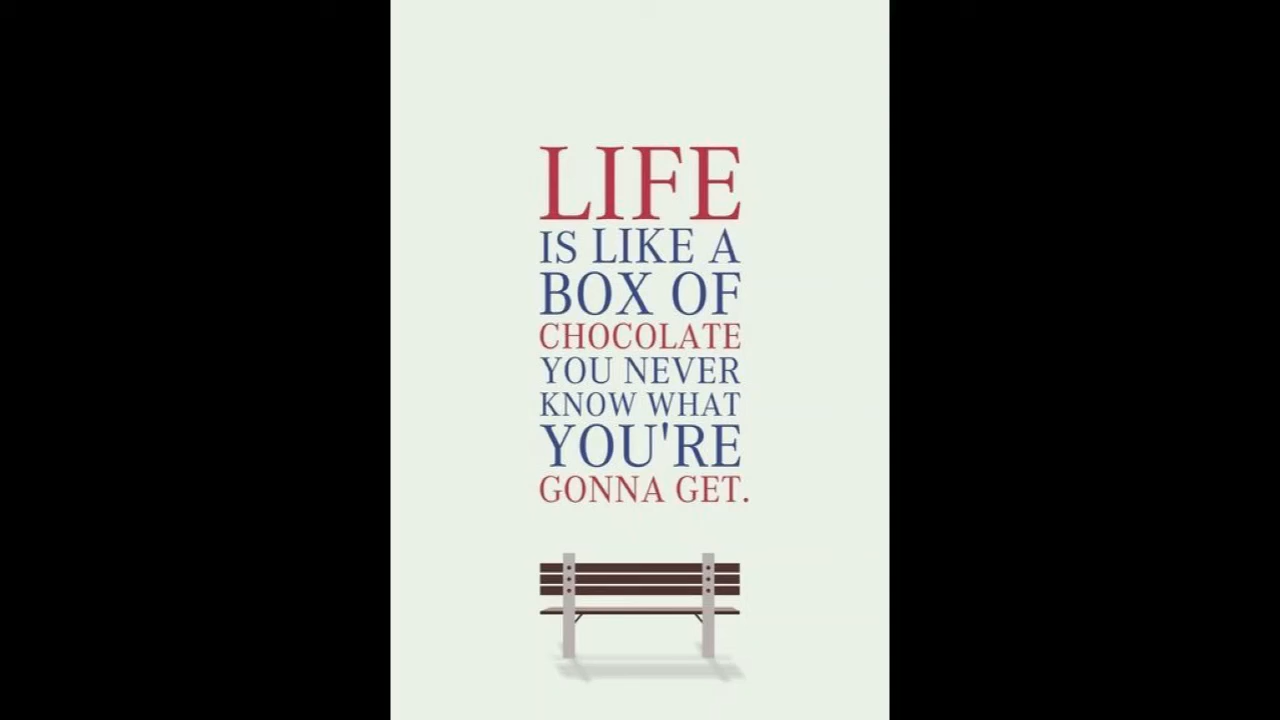 LIFE
IS LIKE A
BOX OF
CHOCOLATE
YOU NEVER
KNOW WHAT
YOU'RE
GONNA GET.